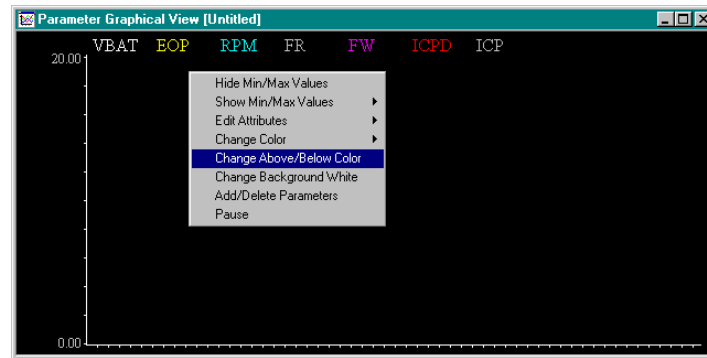 Parameter Graphical View [Untitled]
VBAT EOP RPM FR FW ICPD ICP
20.00
Hide Min/Max Values
Show Min/Max Values
Edit Attributes
Change Color
Change Above/Below Color
Change Background White
Add/Delete Parameters
Pause
0.00